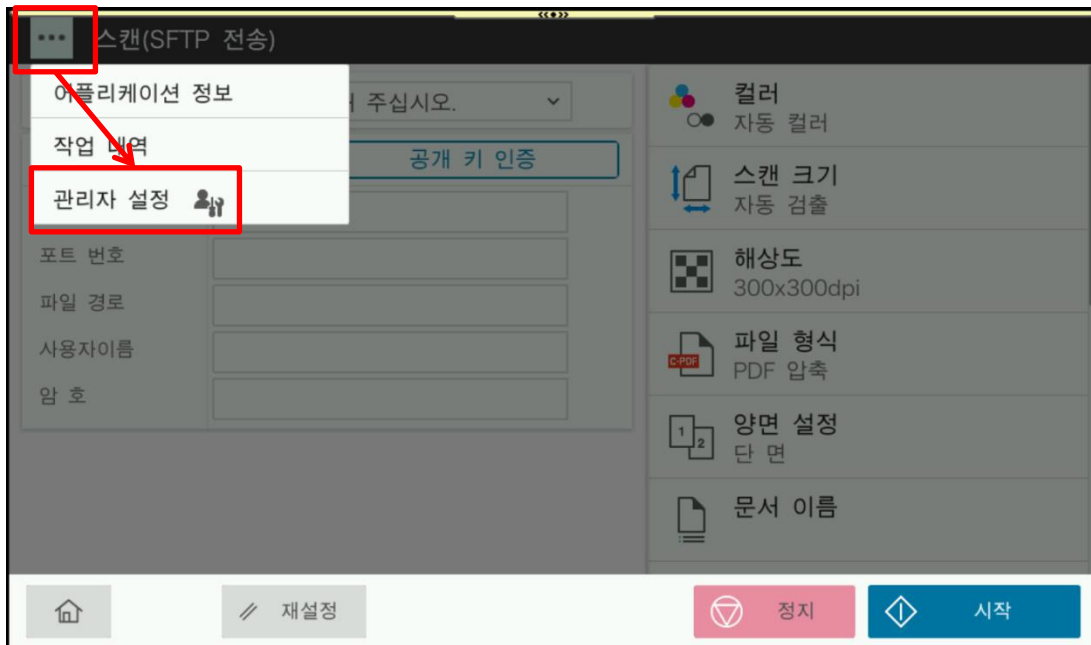 스캔(SFTP 전송)
어플리케이션 정보
작업 내역
관리자 설정
주십시오.
공개 키 인증
포트 번호
파일 경로
사용자이름
암 호
컬러
자동 컬러
스캔 크기
자동 검출
해상도
300x300dpi
C-PDF
파일 형식
PDF 압축
1
2
양면 설정
단 면
문서 이름
재설정
정지
시작